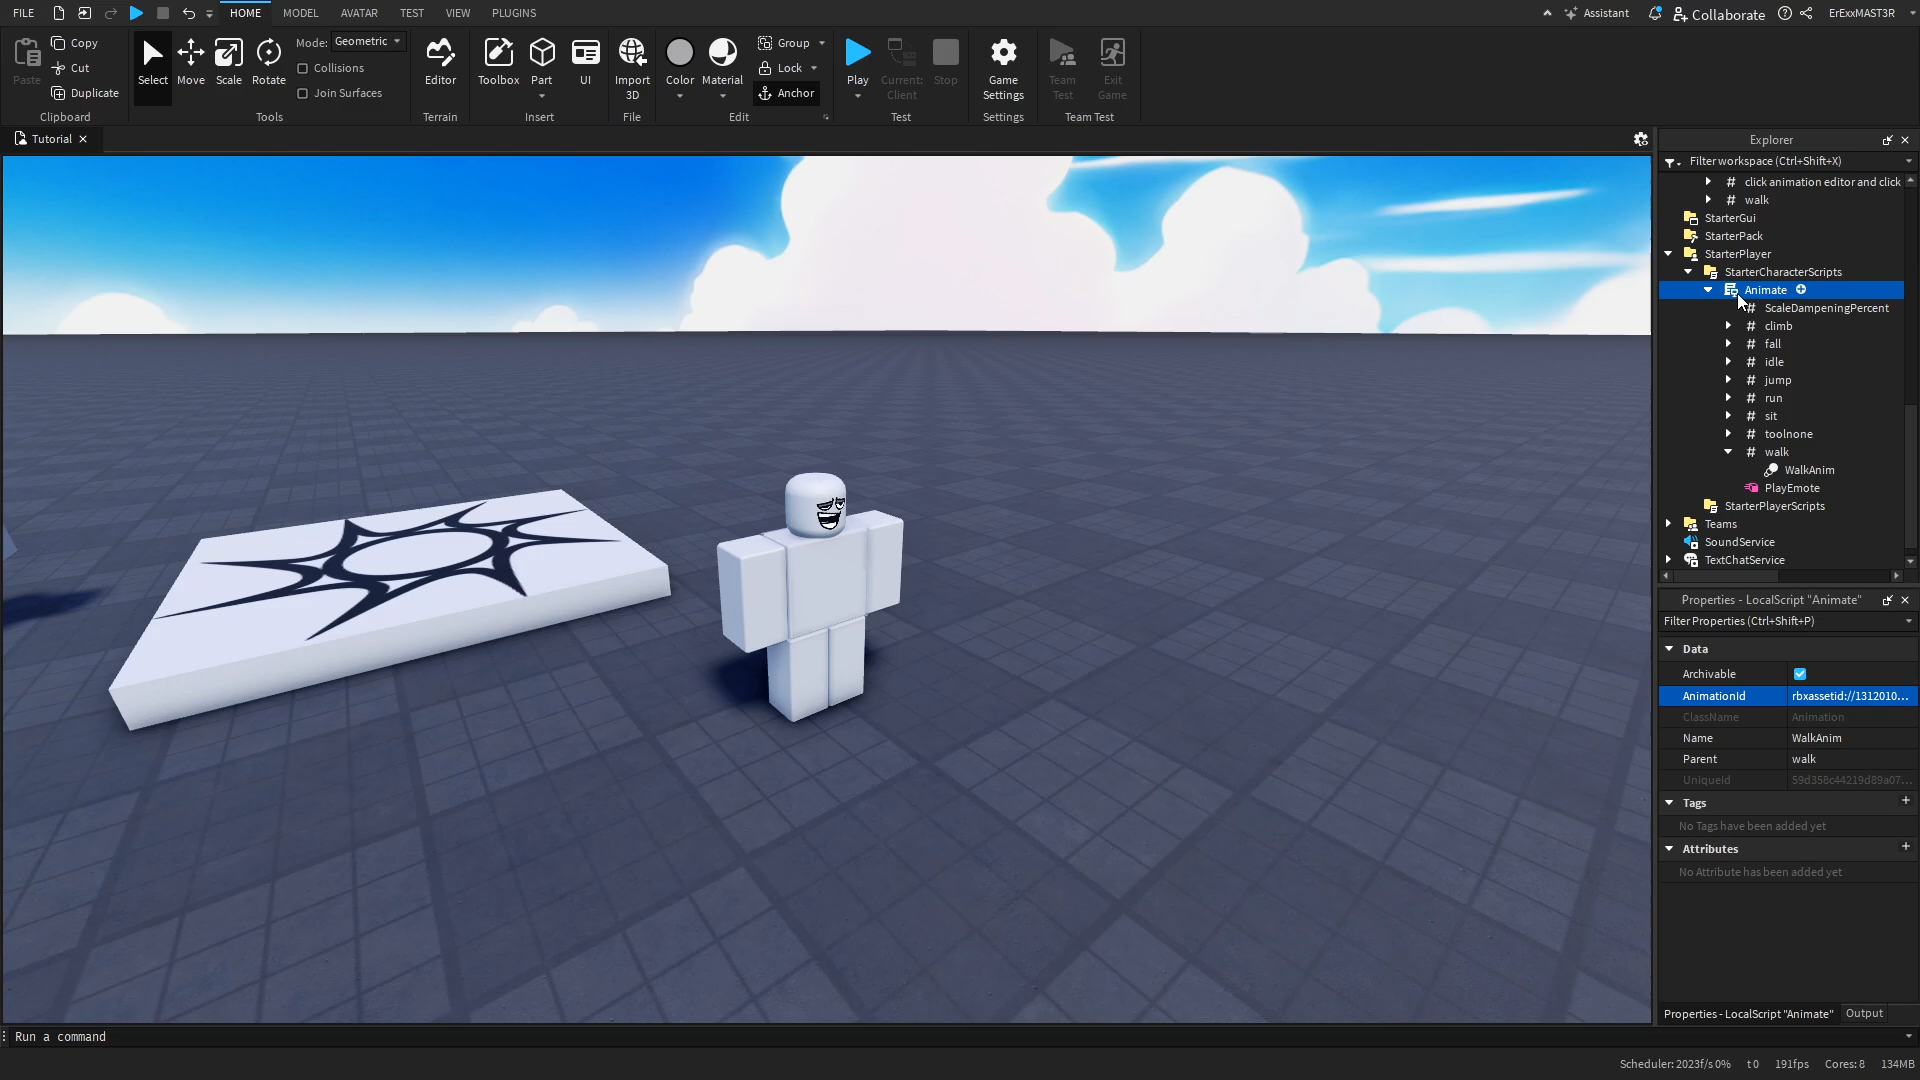 FILE HOME MODEL AVATAR TEST VIEW PLUGINS Assistant Collaborate ErExxMAST3R
Paste Copy Cut Duplicate Clipboard
Select Move Scale Rotate Mode: Geometric Collisions Join Surfaces Tools
Editor Terrain
Toolbox Part UI Insert
Import 3D File
Color Material Group Lock Anchor Edit
Play Current: Client Stop Test
Game Settings Settings
Team Test Exit Game Team Test
Tutorial
Explorer
Filter workspace (Ctrl+Shift+X)
# click animation editor and click
# walk
StarterGui
StarterPack
StarterPlayer
StarterCharacterScripts
Animate
ScaleDampeningPercent
# climb
# fall
# idle
# jump
# run
# sit
# toolnone
# walk
WalkAnim
PlayEmote
StarterPlayerScripts
Teams
SoundService
TextChatService
Properties - LocalScript "Animate"
Filter Properties (Ctrl+Shift+P)
Data
Archivable
AnimationId rbxassetid://1312010...
ClassName Animation
Name WalkAnim
Parent walk
UniqueId 59d358c44219d89a07...
Tags +
No Tags have been added yet
Attributes +
No Attribute has been added yet
Properties - LocalScript "Animate" Output
Run a command
Scheduler: 2023f/s 0% t 0 191fps Cores: 8 134MB